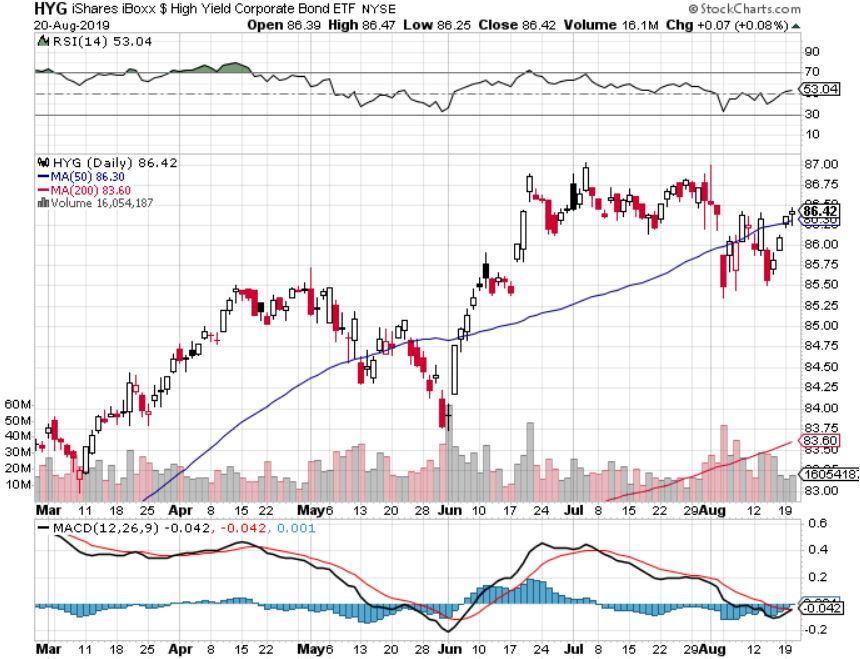 HYG iShares iBoxx $ High Yield Corporate Bond ETF NYSE © StockCharts.com
20-Aug-2019 Open 86.39 High 86.47 Low 86.25 Close 86.42 Volume 16.1M Chg +0.07 (+0.08%)
RSI(14) 53.04
90
70
53.04
30
10
HYG (Daily) 86.42
MA(50) 86.30
MA(200) 83.60
Volume 16,054,187
87.00
86.75
86.42
86.00
85.75
85.50
85.25
85.00
84.75
84.50
84.25
84.00
83.75
83.60
83.50
83.00
60M
50M
40M
30M
20M
10M
1605418
Mar 11 18 25 Apr 8 15 22 May 6 13 20 28 Jun 10 17 24 Jul 8 15 22 29 Aug 12 19
MACD(12,26,9) -0.042, -0.042, 0.001
0.6
0.4
0.2
-0.042
-0.2
Mar 11 18 25 Apr 8 15 22 May 6 13 20 28 Jun 10 17 24 Jul 8 15 22 29 Aug 12 19